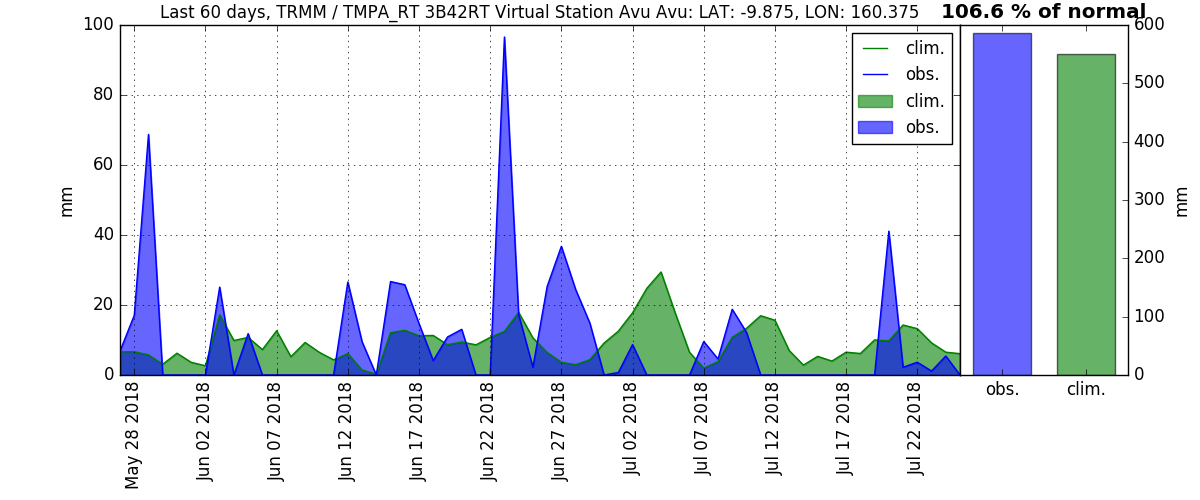 Last 60 days, TRMM / TMPA_RT 3B42RT Virtual Station Avu Avu: LAT: -9.875, LON: 160.375
106.6 % of normal
100
80
60
40
20
0
mm
clim.
obs.
clim.
obs.
600
500
400
300
200
100
0
mm
May 28 2018
Jun 02 2018
Jun 07 2018
Jun 12 2018
Jun 17 2018
Jun 22 2018
Jun 27 2018
Jul 02 2018
Jul 07 2018
Jul 12 2018
Jul 17 2018
Jul 22 2018
obs.
clim.